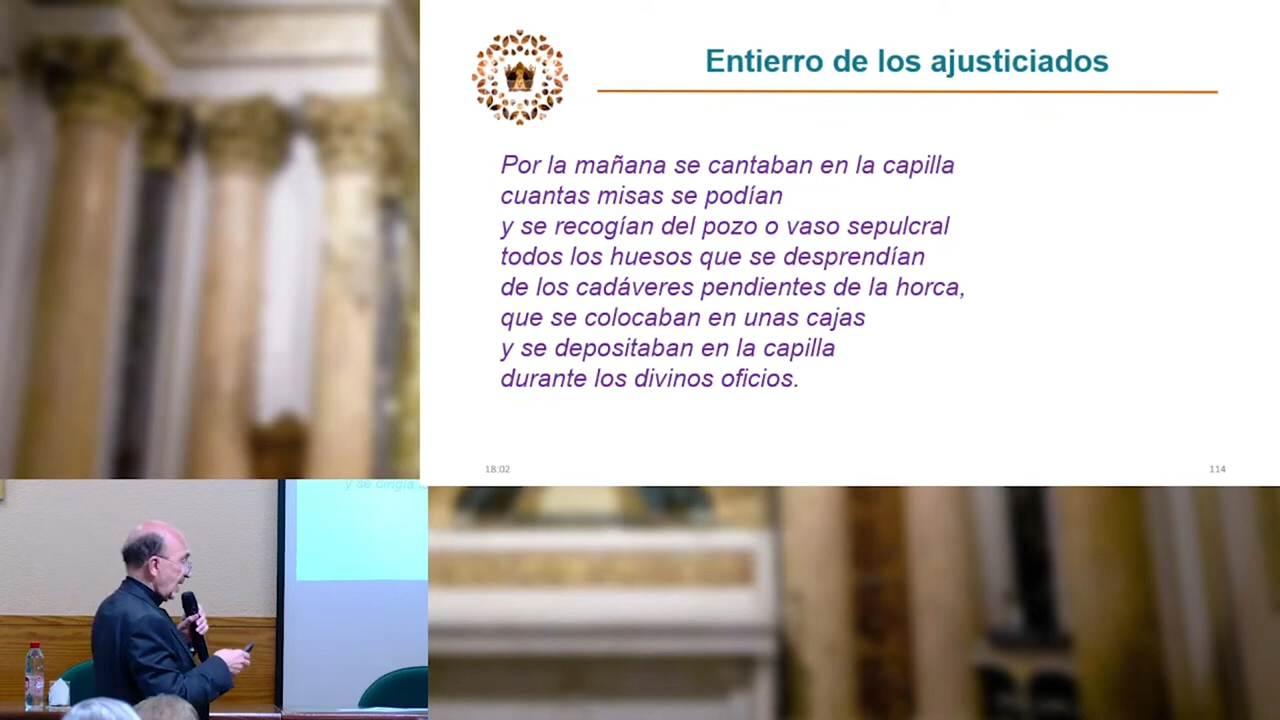 Entierro de los ajusticiados
Por la mañana se cantaban en la capilla
cuantas misas se podían
y se recogían del pozo o vaso sepulcral
todos los huesos que se desprendían
de los cadáveres pendientes de la horca,
que se colocaban en unas cajas
y se depositaban en la capilla
durante los divinos oficios.
18:02
114
y se dirigía